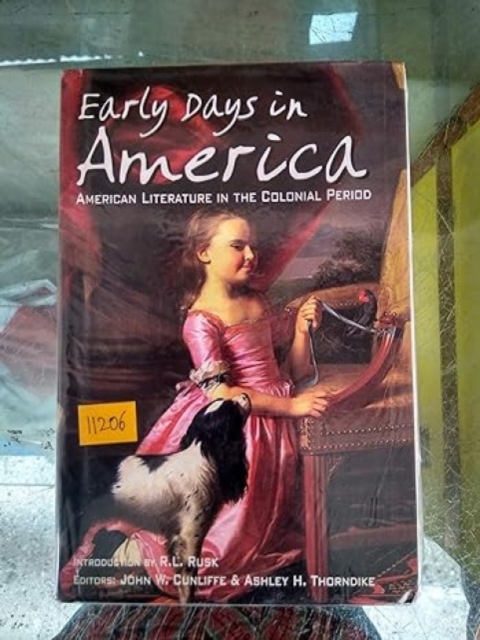 Early Days in
America
American Literature in the Colonial Period
11206
Introduction by R.L. Rusk
Editors: John W. Cunliffe & Ashley H. Thorndike